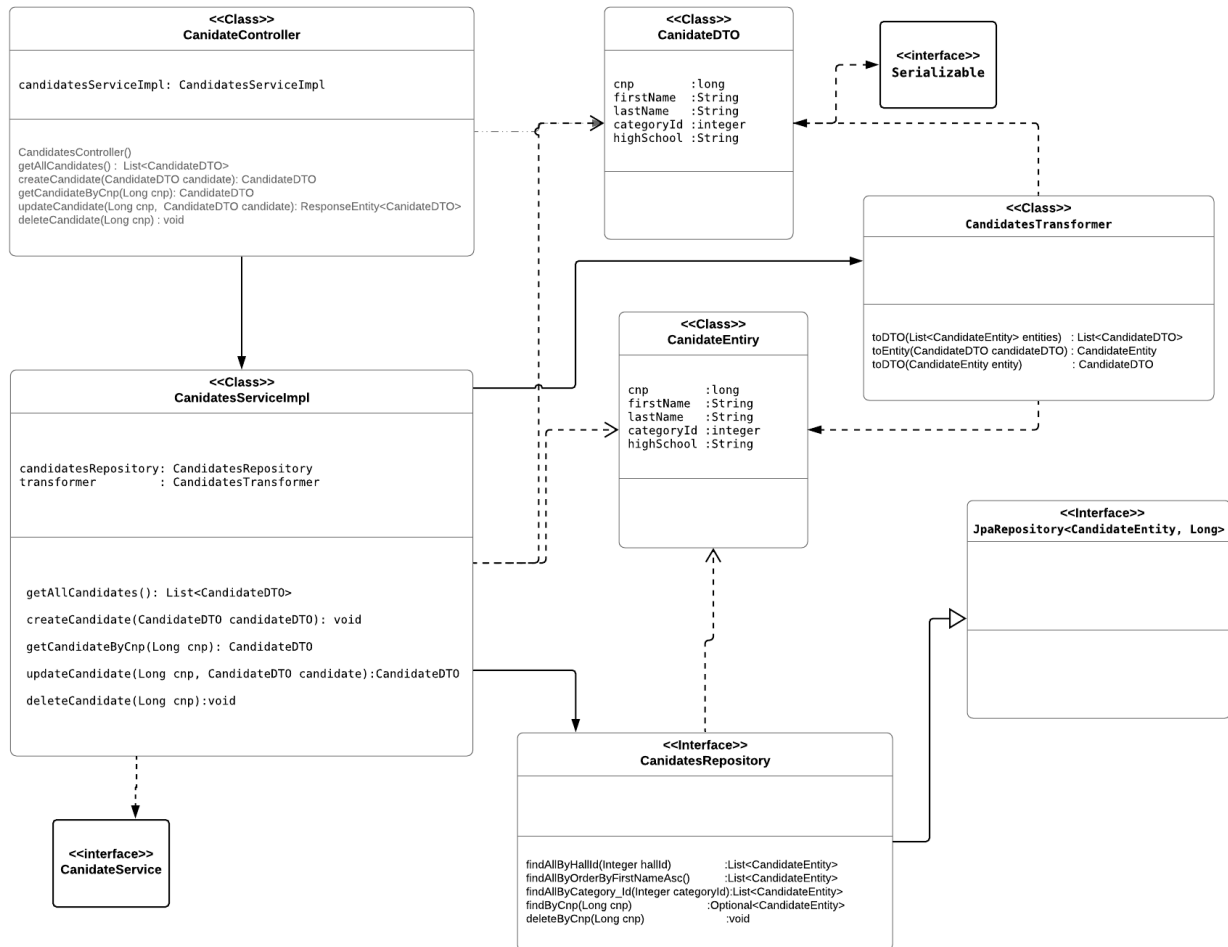 <<Class>>
CanidateController
candidatesServiceImpl: CandidatesServiceImpl
CandidatesController()
getAllCandidates() : List<CandidateDTO>
createCandidate(CandidateDTO candidate): CandidateDTO
getCandidateByCnp(Long cnp): CandidateDTO
updateCandidate(Long cnp, CandidateDTO candidate): ResponseEntity<CanidateDTO>
deleteCandidate(Long cnp) : void
<<Class>>
CanidateDTO
cnp :long
firstName :String
lastName :String
categoryId :integer
highSchool :String
<<interface>>
Serializable
<<Class>>
CandidatesTransformer
toDTO(List<CandidateEntity> entities) : List<CandidateDTO>
toEntity(CandidateDTO candidateDTO) : CandidateEntity
toDTO(CandidateEntity entity) : CandidateDTO
<<Class>>
CanidateEntiry
cnp :long
firstName :String
lastName :String
categoryId :integer
highSchool :String
<<Class>>
CanidatesServiceImpl
candidatesRepository: CandidatesRepository
transformer : CandidatesTransformer
getAllCandidates(): List<CandidateDTO>
createCandidate(CandidateDTO candidateDTO): void
getCandidateByCnp(Long cnp): CandidateDTO
updateCandidate(Long cnp, CandidateDTO candidate):CandidateDTO
deleteCandidate(Long cnp):void
<<Interface>>
JpaRepository<CandidateEntity, Long>
<<Interface>>
CanidatesRepository
findAllByHallId(Integer hallId) :List<CandidateEntity>
findAllByOrderByFirstNameAsc() :List<CandidateEntity>
findAllByCategory_Id(Integer categoryId):List<CandidateEntity>
findByCnp(Long cnp) :Optional<CandidateEntity>
deleteByCnp(Long cnp) :void
<<interface>>
CanidateService